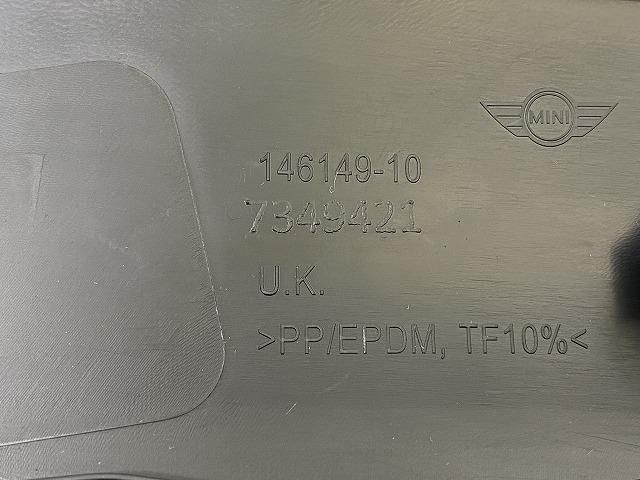 MINI
146149-10
7349421
U.K.
>PP/EPDM, TF10%<